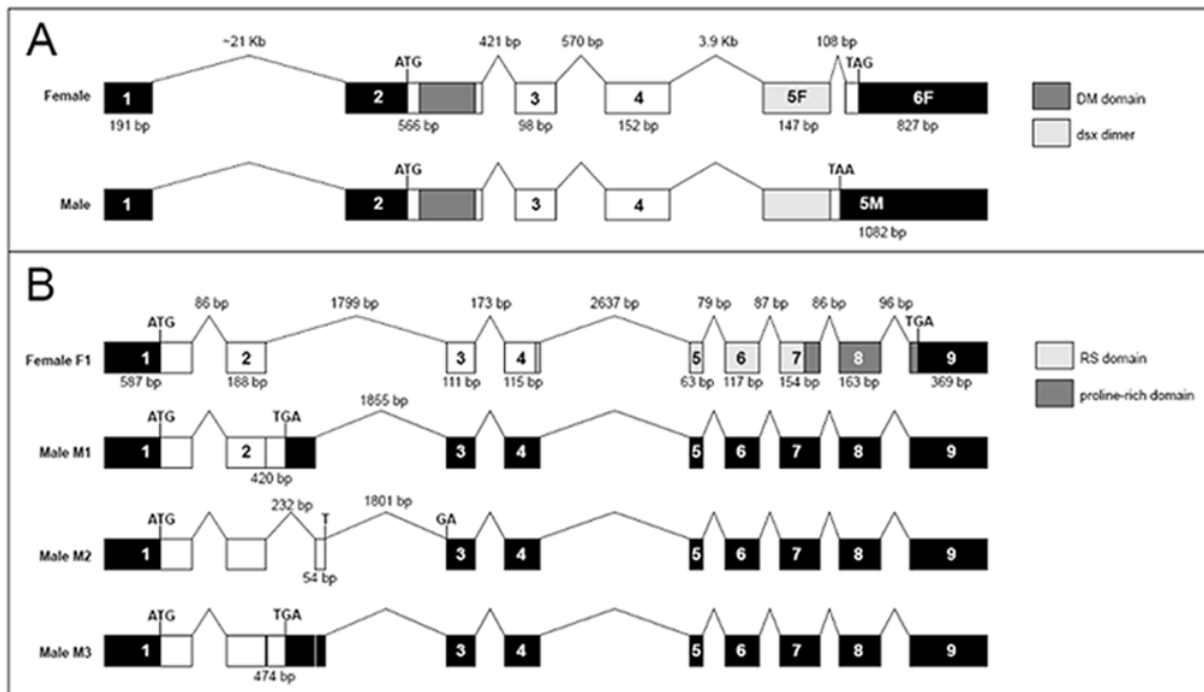 A
~21 Kb 421 bp 570 bp 3.9 Kb 108 bp
ATG TAG
Female 1 2 3 4 5F 6F
191 bp 566 bp 98 bp 152 bp 147 bp 827 bp
DM domain
dsx dimer
ATG TAA
Male 1 2 3 4 5M
1082 bp
B
86 bp 1799 bp 173 bp 2637 bp 79 bp 87 bp 86 bp 96 bp
ATG TGA
Female F1 1 2 3 4 5 6 7 8 9
587 bp 188 bp 111 bp 115 bp 63 bp 117 bp 154 bp 163 bp 369 bp
RS domain
proline-rich domain
1855 bp
ATG TGA
Male M1 1 2 3 4 5 6 7 8 9
420 bp
232 bp 1801 bp
ATG T GA
Male M2 1 3 4 5 6 7 8 9
54 bp
ATG TGA
Male M3 1 3 4 5 6 7 8 9
474 bp